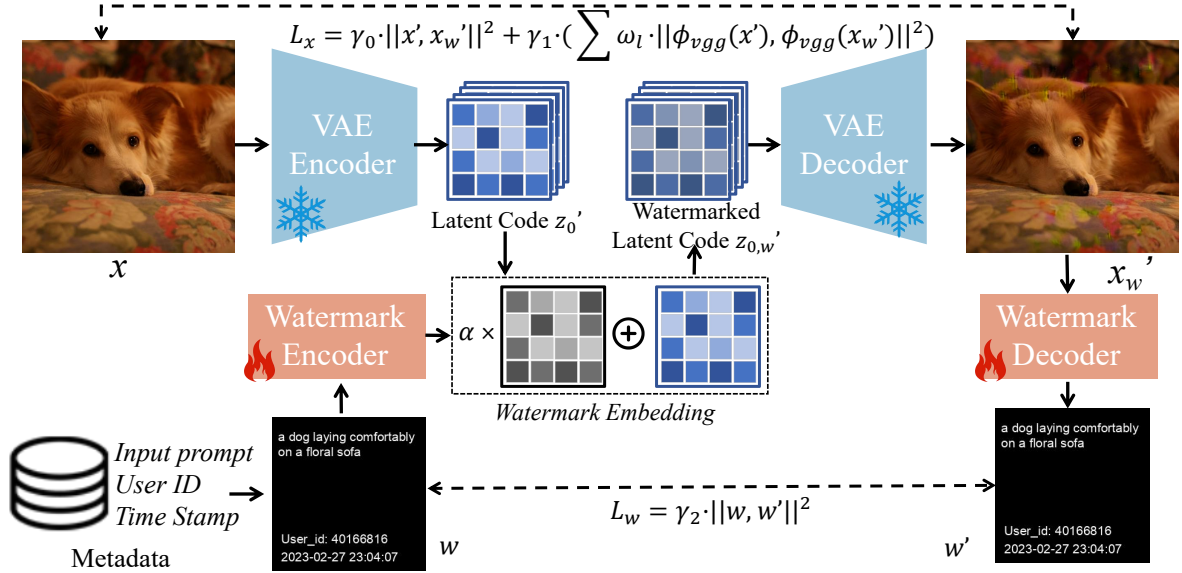 L_x = γ_0·||x', x_w'||² + γ_1·(∑ ω_l·||ϕ_vgg(x'), ϕ_vgg(x_w')||²)
VAE
Encoder
VAE
Decoder
Latent Code z_0'
Watermarked
Latent Code z_{0,w}'
x
x_w'
Watermark
Encoder
α ×
Watermark
Decoder
Watermark Embedding
Input prompt
User ID
Time Stamp
Metadata
a dog laying comfortably
on a floral sofa
User_id: 40166816
2023-02-27 23:04:07
w
L_w = γ_2·||w, w'||²
a dog laying comfortably
on a floral sofa
User_id: 40166816
2023-02-27 23:04:07
w'